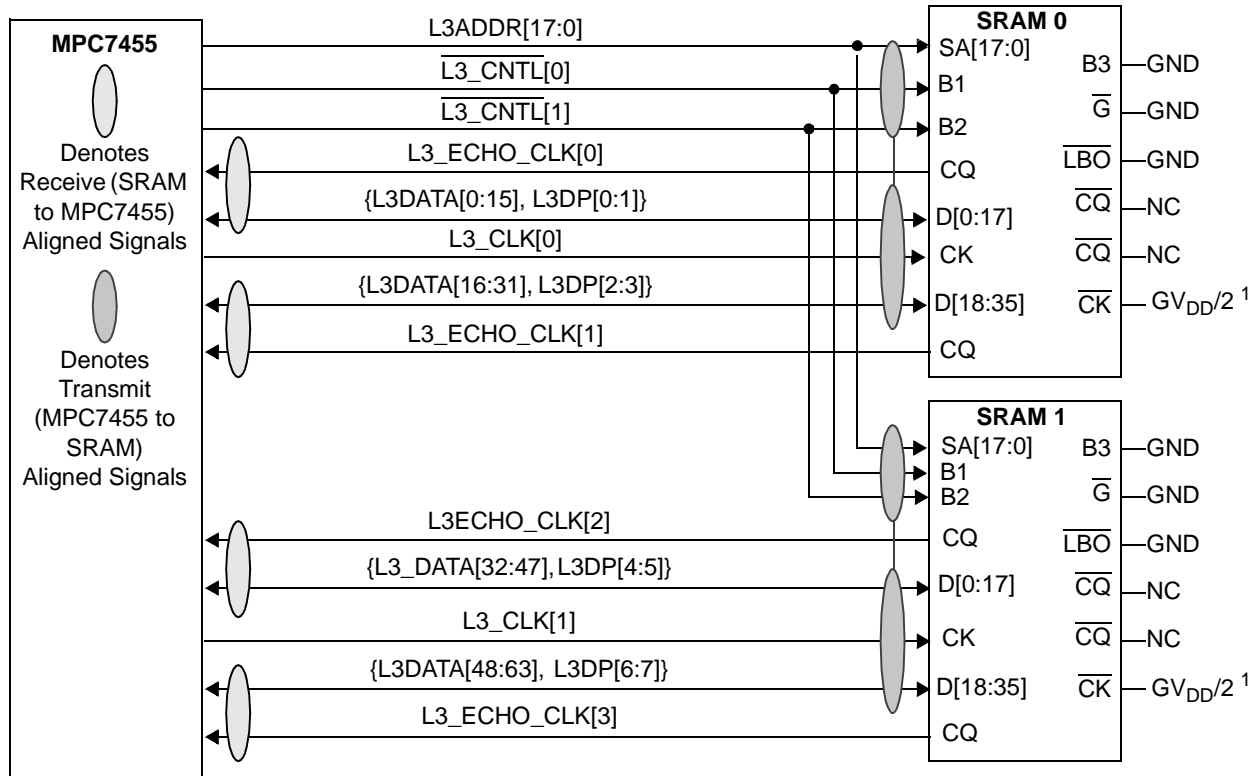 MPC7455
Denotes
Receive (SRAM
to MPC7455)
Aligned Signals
Denotes
Transmit
(MPC7455 to
SRAM)
Aligned Signals
L3ADDR[17:0]
L3_CNTL[0]
L3_CNTL[1]
L3_ECHO_CLK[0]
{L3DATA[0:15], L3DP[0:1]}
L3_CLK[0]
{L3DATA[16:31], L3DP[2:3]}
L3_ECHO_CLK[1]
L3ECHO_CLK[2]
{L3_DATA[32:47], L3DP[4:5]}
L3_CLK[1]
{L3DATA[48:63], L3DP[6:7]}
L3_ECHO_CLK[3]
SRAM 0
SA[17:0]
B1
B2
CQ
D[0:17]
CK
D[18:35]
CQ
B3 GND
G GND
LBO GND
CQ NC
CQ NC
CK GVDD/2 1
SRAM 1
SA[17:0]
B1
B2
CQ
D[0:17]
CK
D[18:35]
CQ
B3 GND
G GND
LBO GND
CQ NC
CQ NC
CK GVDD/2 1